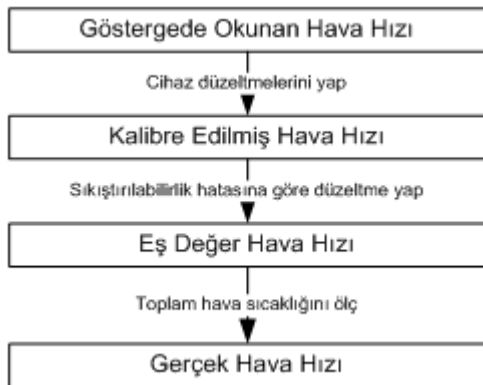 Göstergede Okunan Hava Hızı
Cihaz düzeltmelerini yap
Kalibre Edilmiş Hava Hızı
Sıkıştırılabilirlik hatasına göre düzeltme yap
Eş Değer Hava Hızı
Toplam hava sıcaklığını ölç
Gerçek Hava Hızı